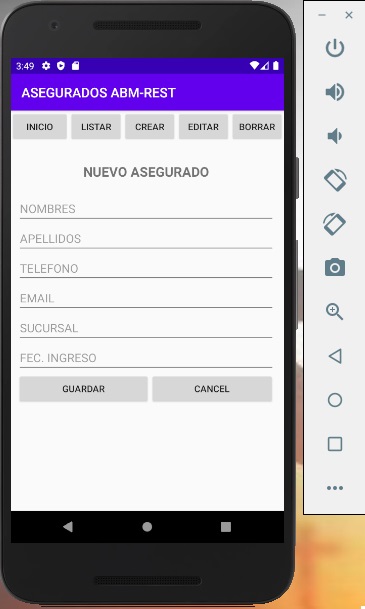 3:49
ASEGURADOS ABM-REST
INICIO LISTAR CREAR EDITAR BORRAR
NUEVO ASEGURADO
NOMBRES
APELLIDOS
TELEFONO
EMAIL
SUCURSAL
FEC. INGRESO
GUARDAR CANCEL